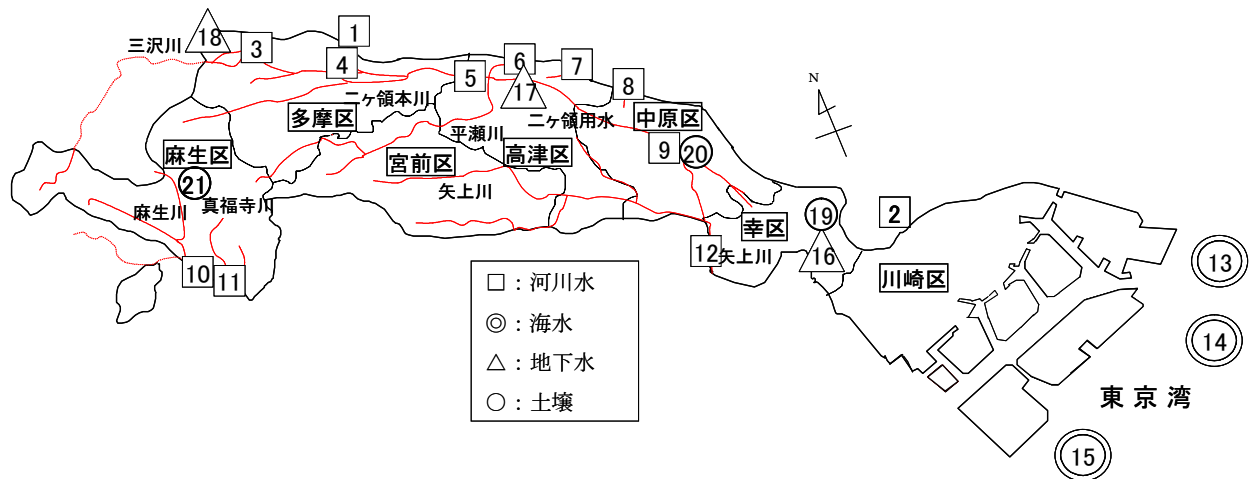 18
三沢川
3
1
4
5
6
7
17
8
二ヶ領本川
多摩区
平瀬川
二ヶ領用水
中原区
9
20
N
麻生区
21
宮前区
高津区
麻生川
真福寺川
矢上川
10
11
12
幸区
矢上川
19
16
2
川崎区
13
14
15
東京湾
□：河川水
◎：海水
△：地下水
○：土壌